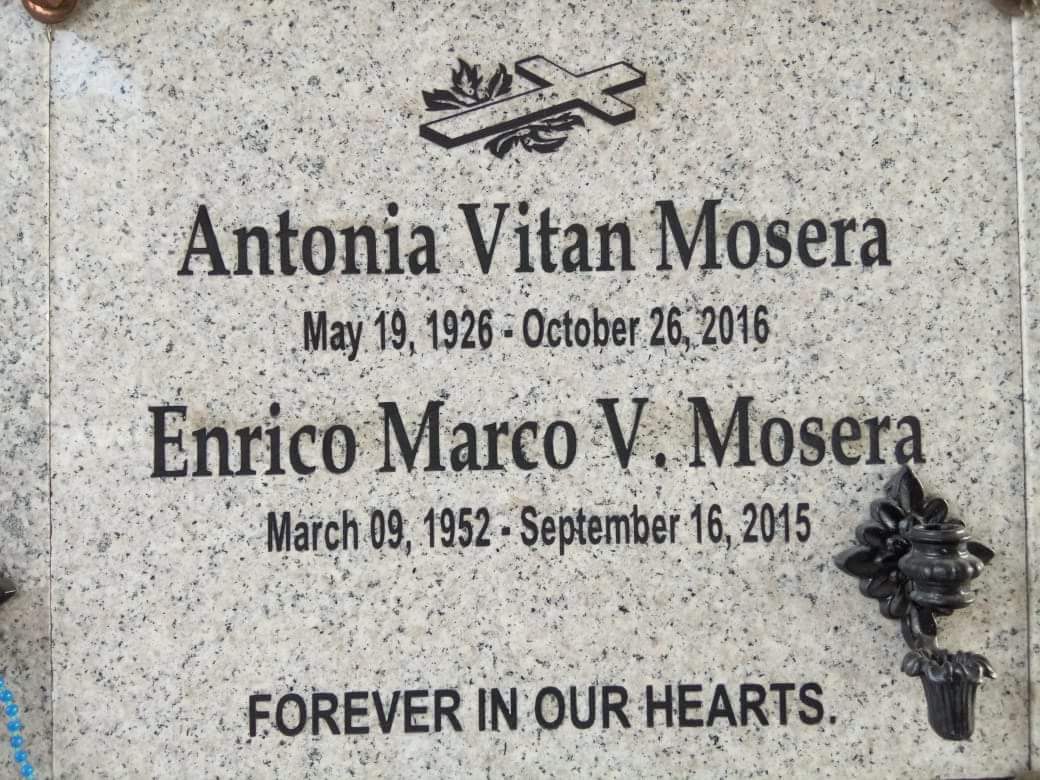 Antonia Vitan Mosera
May 19, 1926 - October 26, 2016
Enrico Marco V. Mosera
March 09, 1952 - September 16, 2015
FOREVER IN OUR HEARTS.